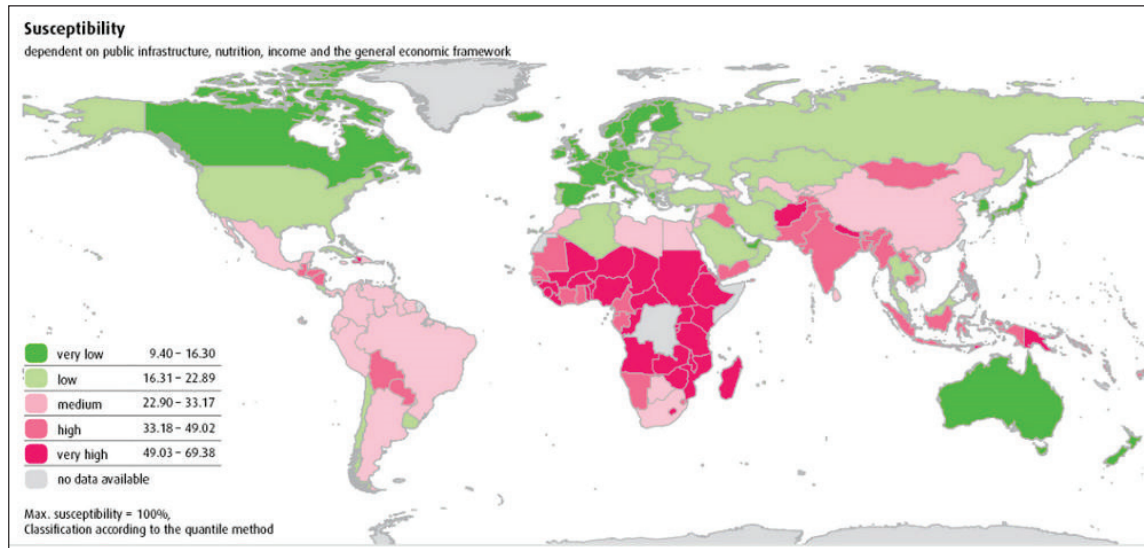 Susceptibility
dependent on public infrastructure, nutrition, income and the general economic framework
very low 9.40 – 16.30
low 16.31 – 22.89
medium 22.90 – 33.17
high 33.18 – 49.02
very high 49.03 – 69.38
no data available
Max. susceptibility = 100%,
Classification according to the quantile method